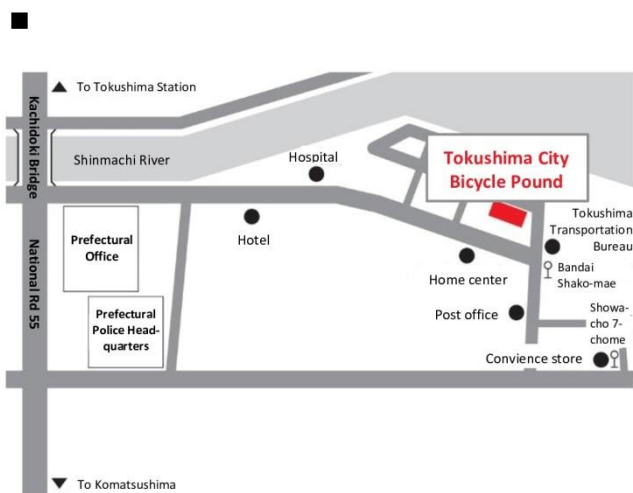 To Tokushima Station
Kachidoki Bridge
Shinmachi River
Hospital
Tokushima City
Bicycle Pound
Tokushima
Transportation
Bureau
Hotel
Prefectural
Office
National Rd 55
Home center
Bandai
Shako-mae
Prefectural
Police Head-
quarters
Post office
Showa-
cho 7-
chome
Convience store
To Komatsushima